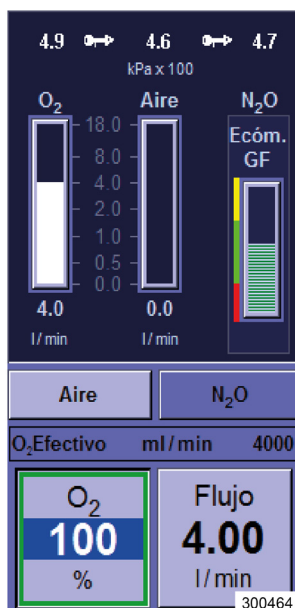 4.9 4.6 4.7
kPa x 100
O₂ Aire N₂O
Ecóm.
GF
18.0
8.0
4.0
2.0
1.0
0.5
0.0
4.0 0.0
l/min l/min
Aire N₂O
O₂Efectivo ml/min 4000
O₂ Flujo
100 4.00
% l/min
300464